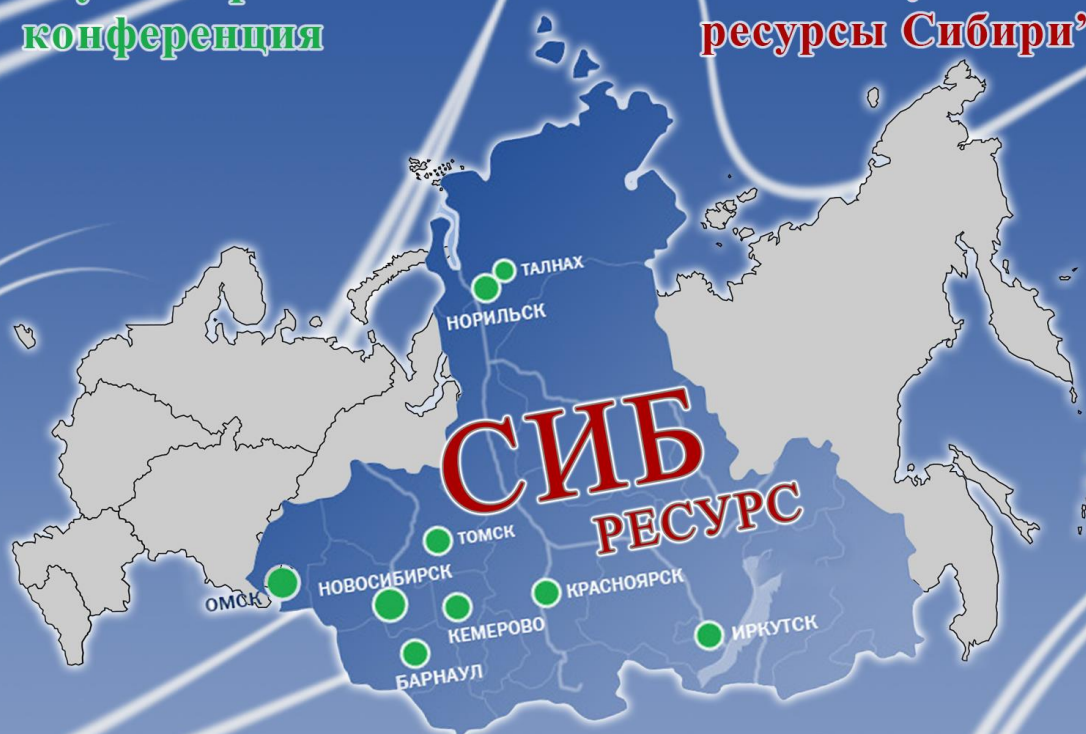 конференция
ресурсы Сибири"
ТАЛНАХ
НОРИЛЬСК
СИБ
РЕСУРС
ТОМСК
НОВОСИБИРСК
КРАСНОЯРСК
ОМСК
КЕМЕРОВО
ИРКУТСК
БАРНАУЛ